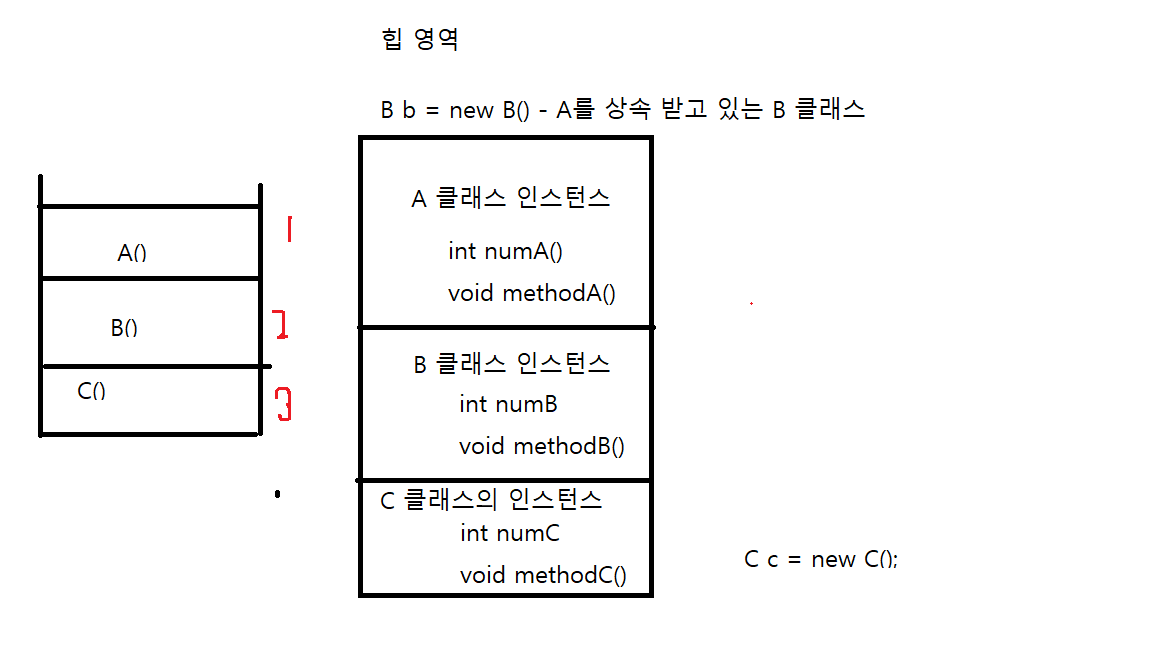 힙 영역
B b = new B() - A를 상속 받고 있는 B 클래스
A()
1
B()
2
C()
3
A 클래스 인스턴스
int numA()
void methodA()
B 클래스 인스턴스
int numB
void methodB()
C 클래스의 인스턴스
int numC
void methodC()
C c = new C();